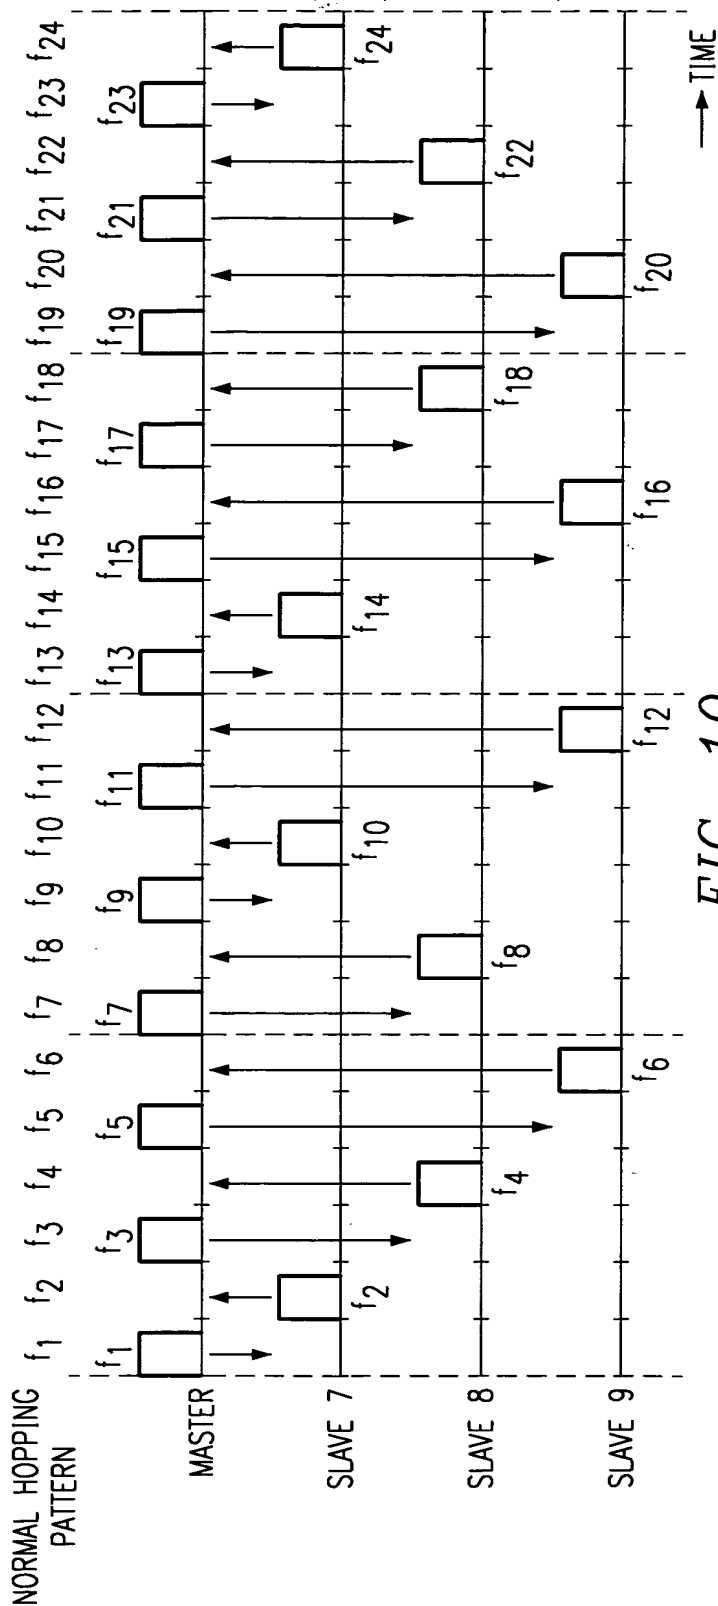 NORMAL HOPPING
PATTERN
f1 f2 f3 f4 f5 f6 f7 f8 f9 f10 f11 f12 f13 f14 f15 f16 f17 f18 f19 f20 f21 f22 f23 f24
f1 f3 f5 f7 f9 f11 f13 f15 f17 f19 f21 f23
MASTER
f2 f10 f14 f24
SLAVE 7
f4 f8 f18 f22
SLAVE 8
f6 f12 f16 f20
SLAVE 9
TIME